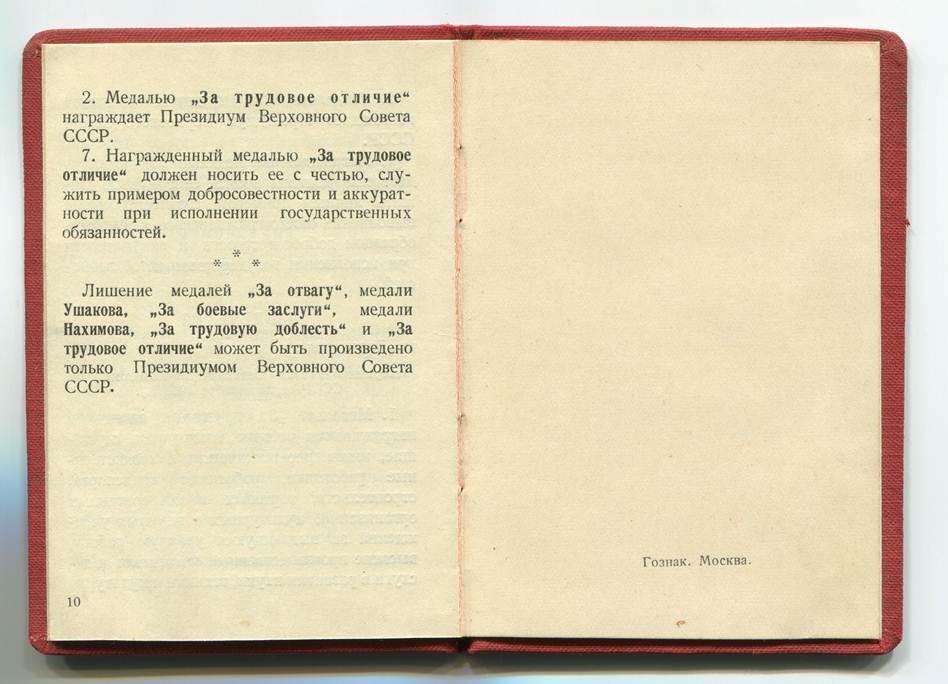 2. Медалью „За трудовое отличие“
награждает Президиум Верховного Совета
СССР.
7. Награжденный медалью „За трудовое
отличие“ должен носить ее с честью, слу-
жить примером добросовестности и аккурат-
ности при исполнении государственных
обязанностей.
*
* *
Лишение медалей „За отвагу“, медали
Ушакова, „За боевые заслуги“, медали
Нахимова, „За трудовую доблесть“ и „За
трудовое отличие“ может быть произведено
только Президиумом Верховного Совета
СССР.
10
Гознак. Москва.